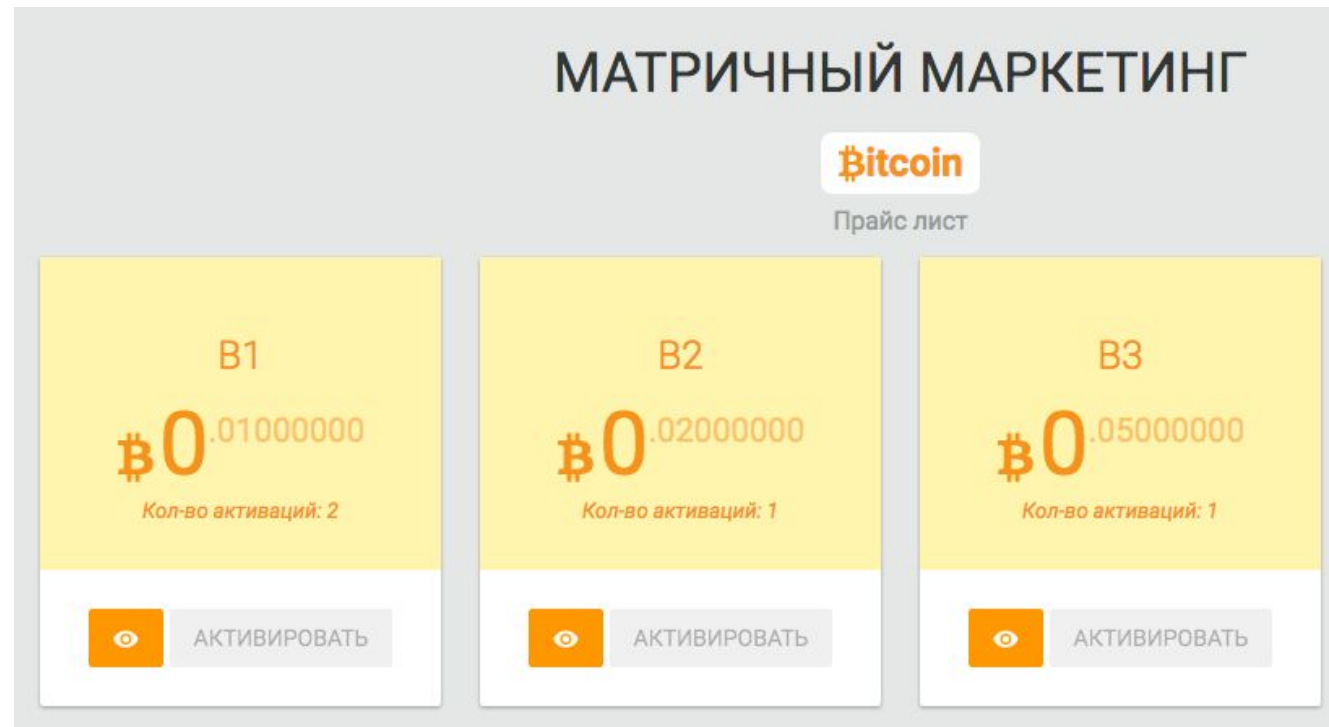 МАТРИЧНЫЙ МАРКЕТИНГ
₿itcoin
Прайс лист
B1
₿0.01000000
Кол-во активаций: 2
АКТИВИРОВАТЬ
B2
₿0.02000000
Кол-во активаций: 1
АКТИВИРОВАТЬ
B3
₿0.05000000
Кол-во активаций: 1
АКТИВИРОВАТЬ